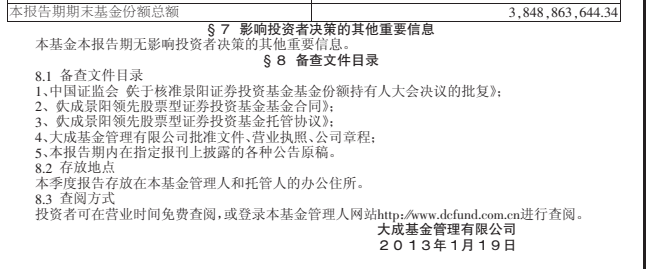 本报告期期末基金份额总额 3,848,863,644.34
§7 影响投资者决策的其他重要信息
本基金本报告期无影响投资者决策的其他重要信息。
§8 备查文件目录
8.1 备查文件目录
1、中国证监会《关于核准景阳证券投资基金基金份额持有人大会决议的批复》;
2、《大成景阳领先股票型证券投资基金基金合同》;
3、《大成景阳领先股票型证券投资基金托管协议》;
4、大成基金管理有限公司批准文件、营业执照、公司章程;
5、本报告期内在指定报刊上披露的各种公告原稿。
8.2 存放地点
本季度报告存放在本基金管理人和托管人的办公住所。
8.3 查阅方式
投资者可在营业时间免费查阅,或登录本基金管理人网站http://www.dcfund.com.cn进行查阅。
大成基金管理有限公司
2013年1月19日